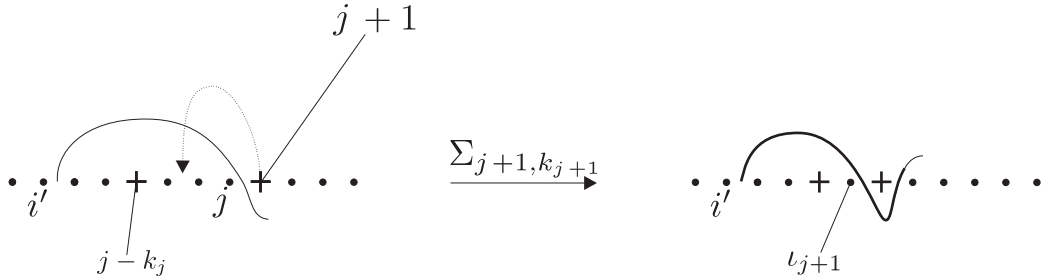 j + 1
Σ_{j+1,k_{j+1}}
i′
j
i′
j − k_j
ι_{j+1}